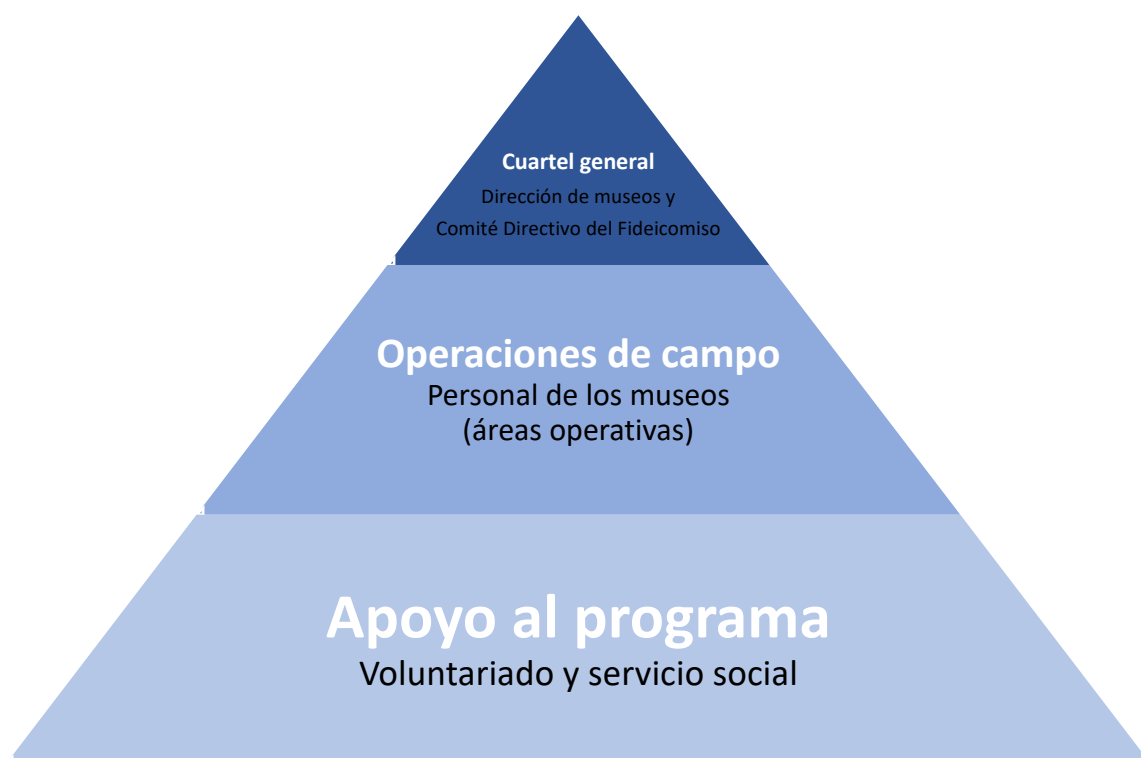 Cuartel general
Dirección de museos y
Comité Directivo del Fideicomiso
Operaciones de campo
Personal de los museos
(áreas operativas)
Apoyo al programa
Voluntariado y servicio social